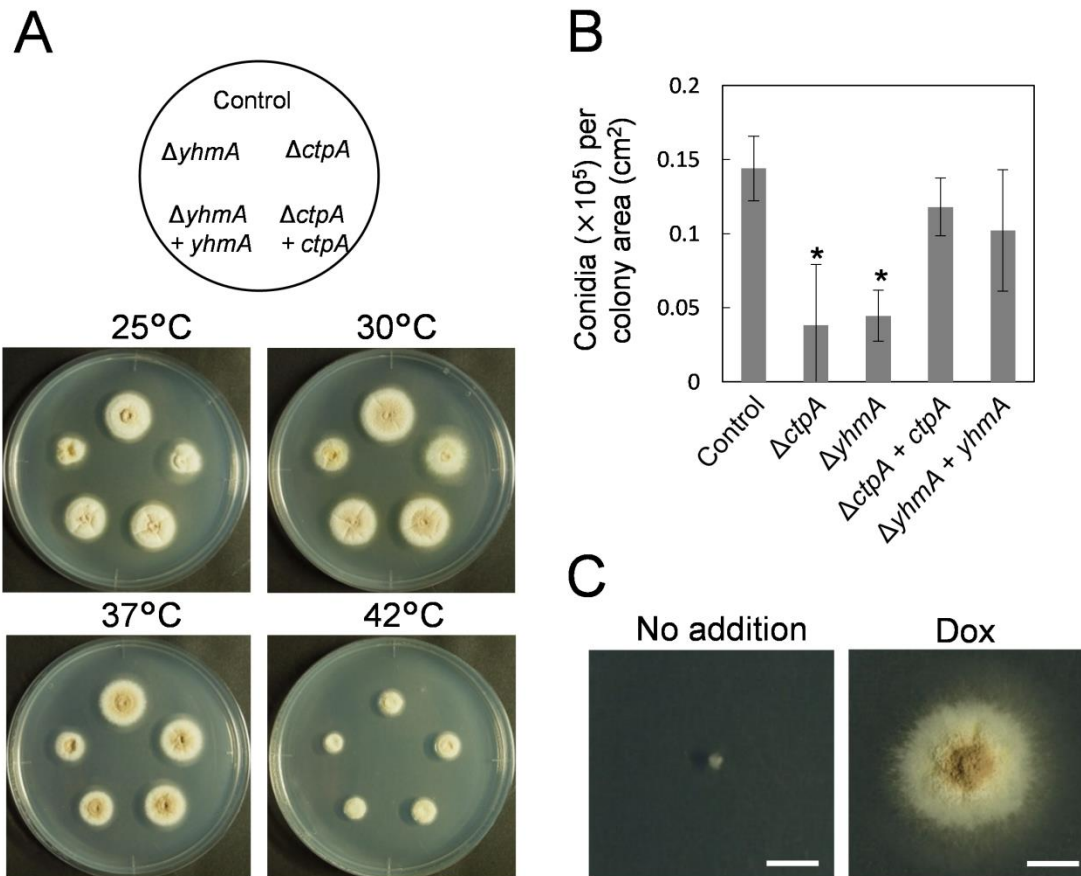 A
Control
ΔyhmA ΔctpA
ΔyhmA ΔctpA
+ yhmA + ctpA
25°C 30°C
37°C 42°C
B
Conidia (×10⁵) per
colony area (cm²)
0.2
0.15
0.1
0.05
0
* *
Control
ΔctpA
ΔyhmA
ΔctpA + ctpA
ΔyhmA + yhmA
C
No addition Dox